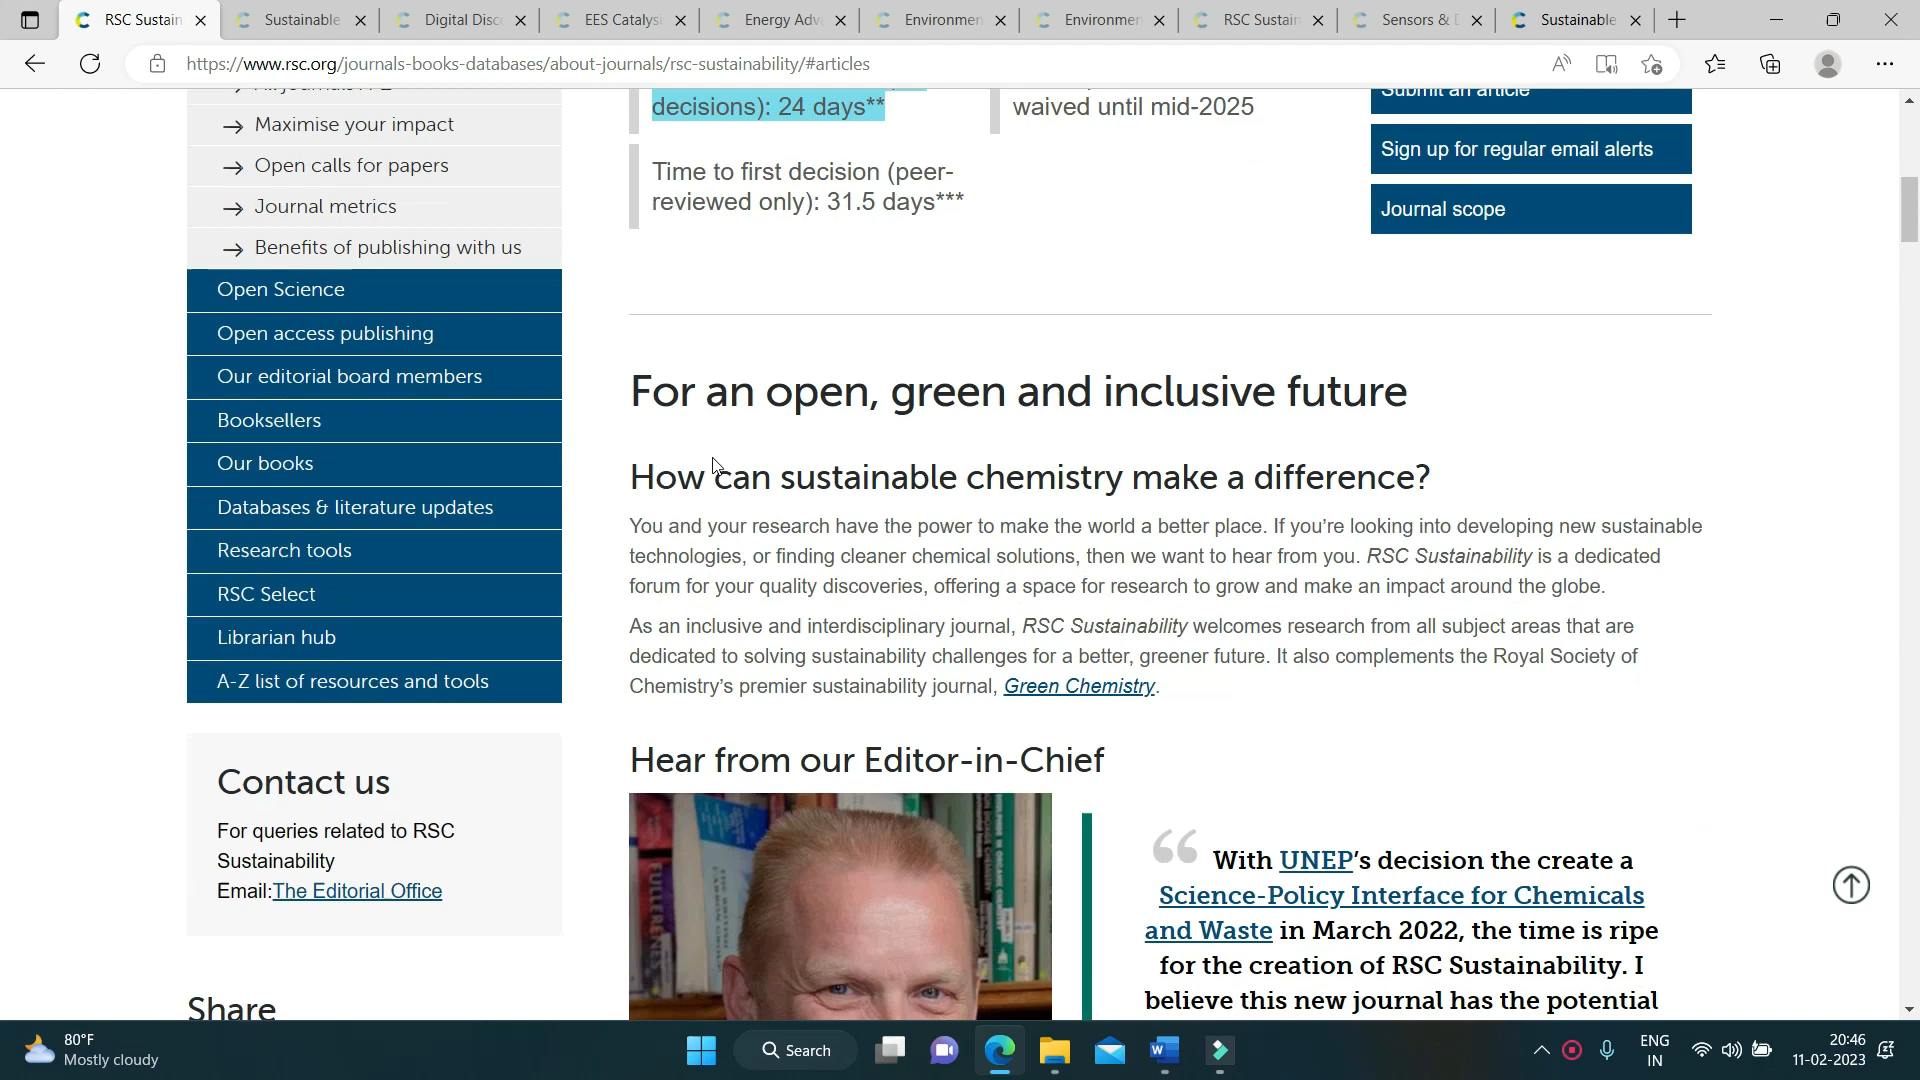 RSC Sustain
Sustainable
Digital Disc
EES Catalys
Energy Adv
Environmen
Environmen
RSC Sustain
Sensors & D
Sustainable
https://www.rsc.org/journals-books-databases/about-journals/rsc-sustainability/#articles
Maximise your impact
Open calls for papers
Journal metrics
Benefits of publishing with us
Open Science
Open access publishing
Our editorial board members
Booksellers
Our books
Databases & literature updates
Research tools
RSC Select
Librarian hub
A-Z list of resources and tools
Contact us
For queries related to RSC
Sustainability
Email:The Editorial Office
Share
decisions): 24 days**
waived until mid-2025
Time to first decision (peer-
reviewed only): 31.5 days***
Submit an article
Sign up for regular email alerts
Journal scope
For an open, green and inclusive future
How can sustainable chemistry make a difference?
You and your research have the power to make the world a better place. If you're looking into developing new sustainable
technologies, or finding cleaner chemical solutions, then we want to hear from you. RSC Sustainability is a dedicated
forum for your quality discoveries, offering a space for research to grow and make an impact around the globe.
As an inclusive and interdisciplinary journal, RSC Sustainability welcomes research from all subject areas that are
dedicated to solving sustainability challenges for a better, greener future. It also complements the Royal Society of
Chemistry's premier sustainability journal, Green Chemistry.
Hear from our Editor-in-Chief
With UNEP's decision the create a
Science-Policy Interface for Chemicals
and Waste in March 2022, the time is ripe
for the creation of RSC Sustainability. I
believe this new journal has the potential
80°F
Mostly cloudy
Search
ENG
IN
20:46
11-02-2023